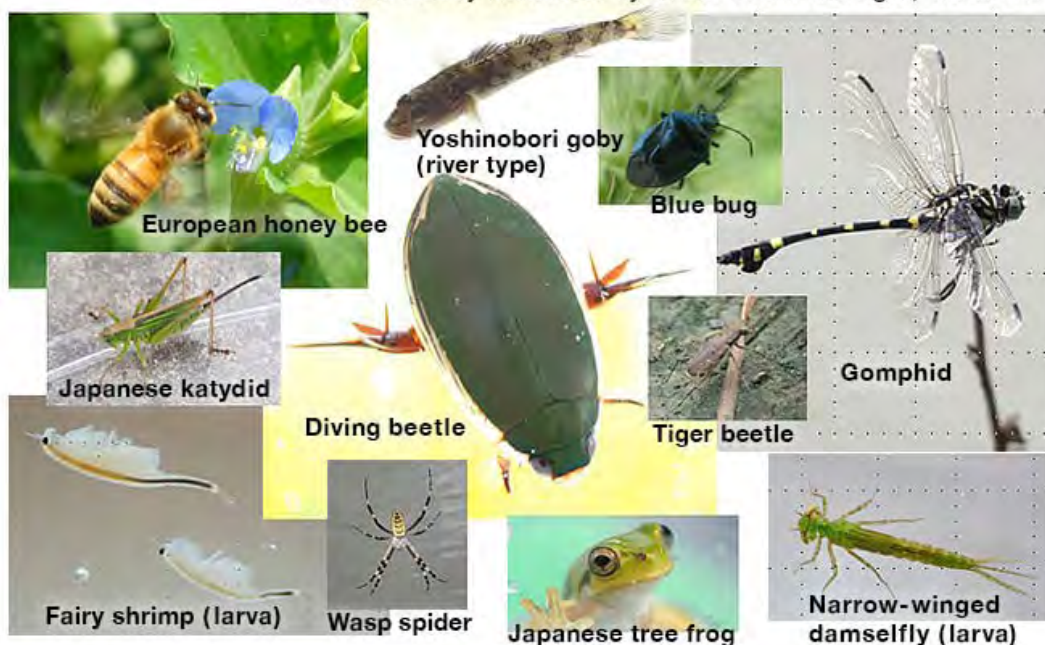 Yoshinobori goby
(river type)
European honey bee
Blue bug
Japanese katydid
Diving beetle
Tiger beetle
Gomphid
Fairy shrimp (larva)
Wasp spider
Japanese tree frog
Narrow-winged
damselfly (larva)